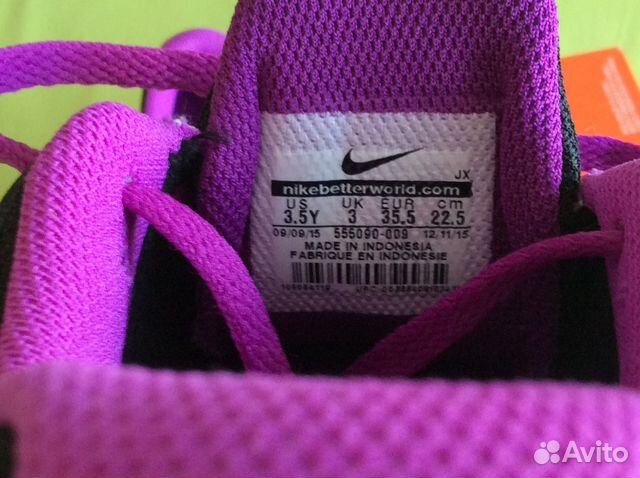 JX
nikebetterworld.com
US UK EUR cm
3.5Y 3 35.5 22.5
09/09/15 555090-009 12/11/15
MADE IN INDONESIA
FABRIQUE EN INDONESIE
Avito